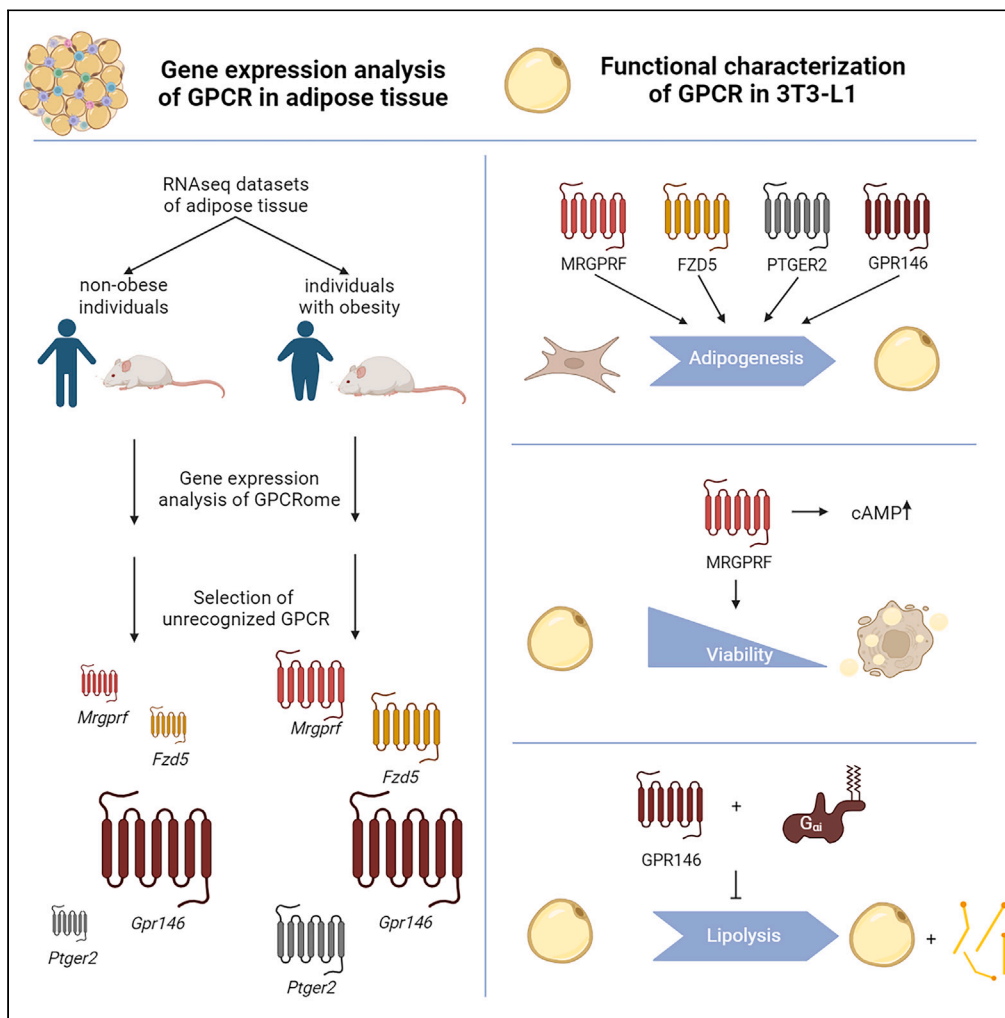 Gene expression analysis
of GPCR in adipose tissue
Functional characterization
of GPCR in 3T3-L1
RNAseq datasets
of adipose tissue
non-obese
individuals
individuals
with obesity
Gene expression
analysis of GPCRome
Selection of
unrecognized GPCR
Mrgprf
Fzd5
Gpr146
Ptger2
Mrgprf
Fzd5
Gpr146
Ptger2
MRGPRF
FZD5
PTGER2
GPR146
Adipogenesis
MRGPRF
cAMP
Viability
GPR146
+
Gαi
Lipolysis
+